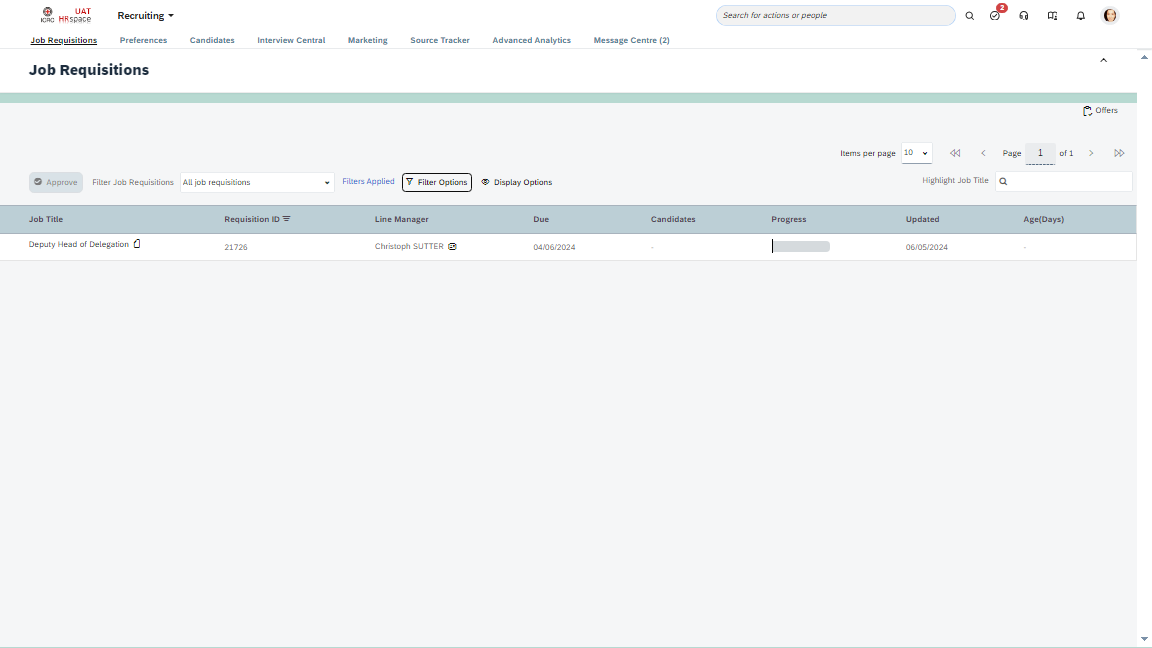 ICRC
UAT
HRspace
Recruiting
Search for actions or people
2
Job Requisitions
Preferences
Candidates
Interview Central
Marketing
Source Tracker
Advanced Analytics
Message Centre (2)
Job Requisitions
Offers
Items per page 10
Page 1 of 1
Approve
Filter Job Requisitions
All job requisitions
Filters Applied
Filter Options
Display Options
Highlight Job Title
Job Title Requisition ID Line Manager Due Candidates Progress Updated Age(Days)
Deputy Head of Delegation 21726 Christoph SUTTER 04/06/2024 - 06/05/2024 -